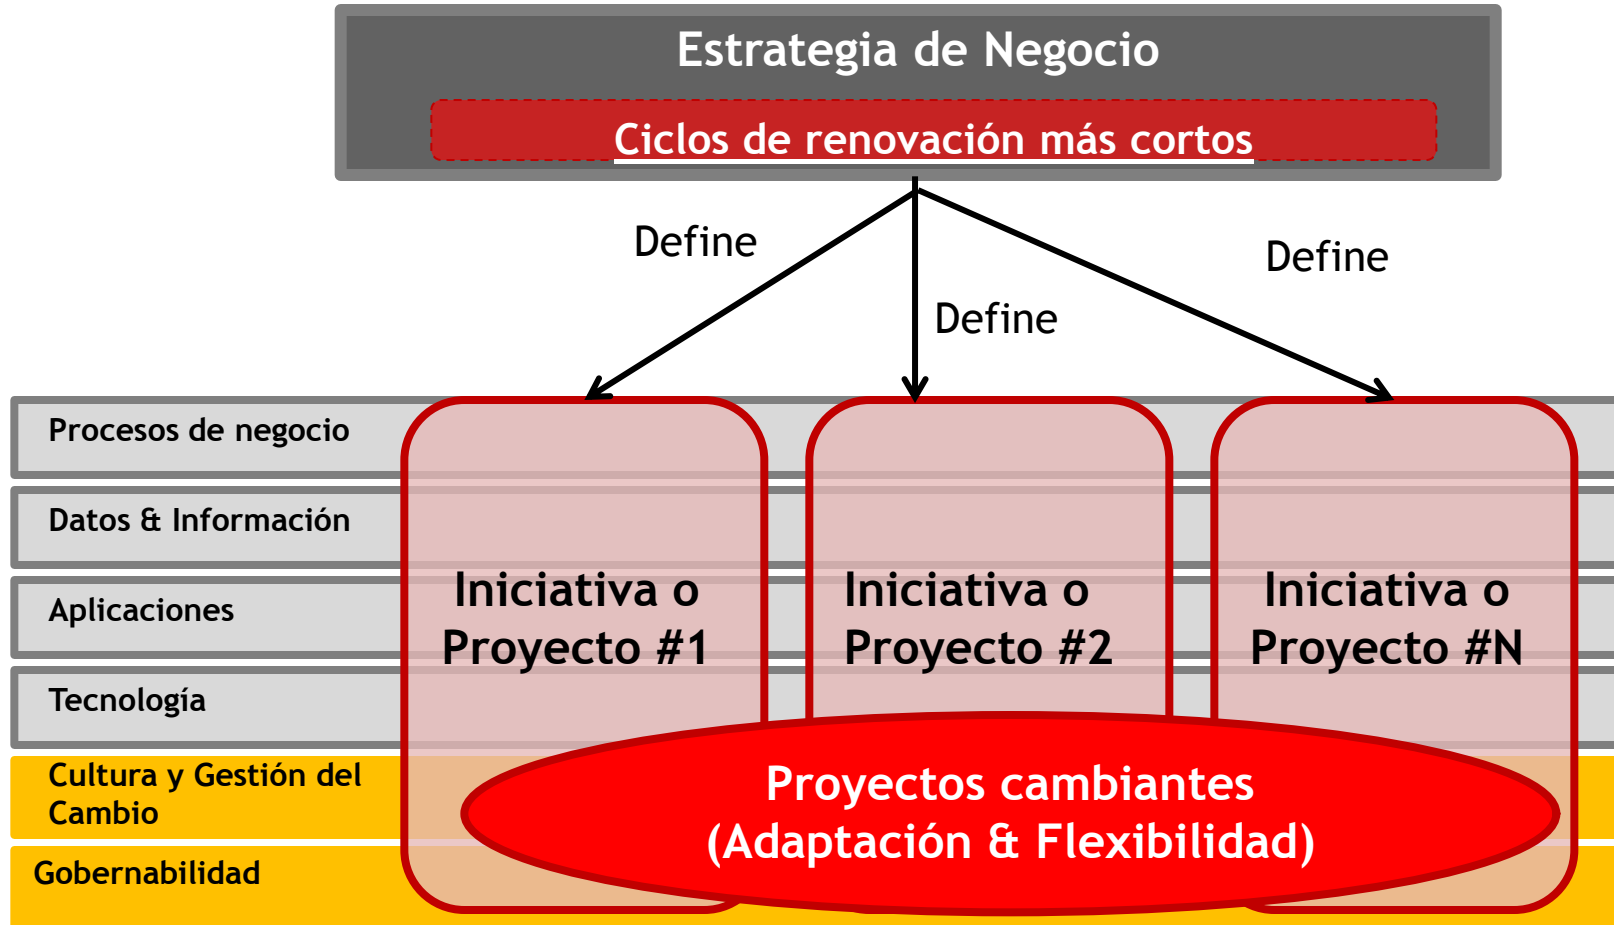 Estrategia de Negocio
Ciclos de renovación más cortos
Define
Define
Define
Procesos de negocio
Datos & Información
Aplicaciones
Tecnología
Cultura y Gestión del
Cambio
Gobernabilidad
Iniciativa o
Proyecto #1
Iniciativa o
Proyecto #2
Iniciativa o
Proyecto #N
Proyectos cambiantes
(Adaptación & Flexibilidad)